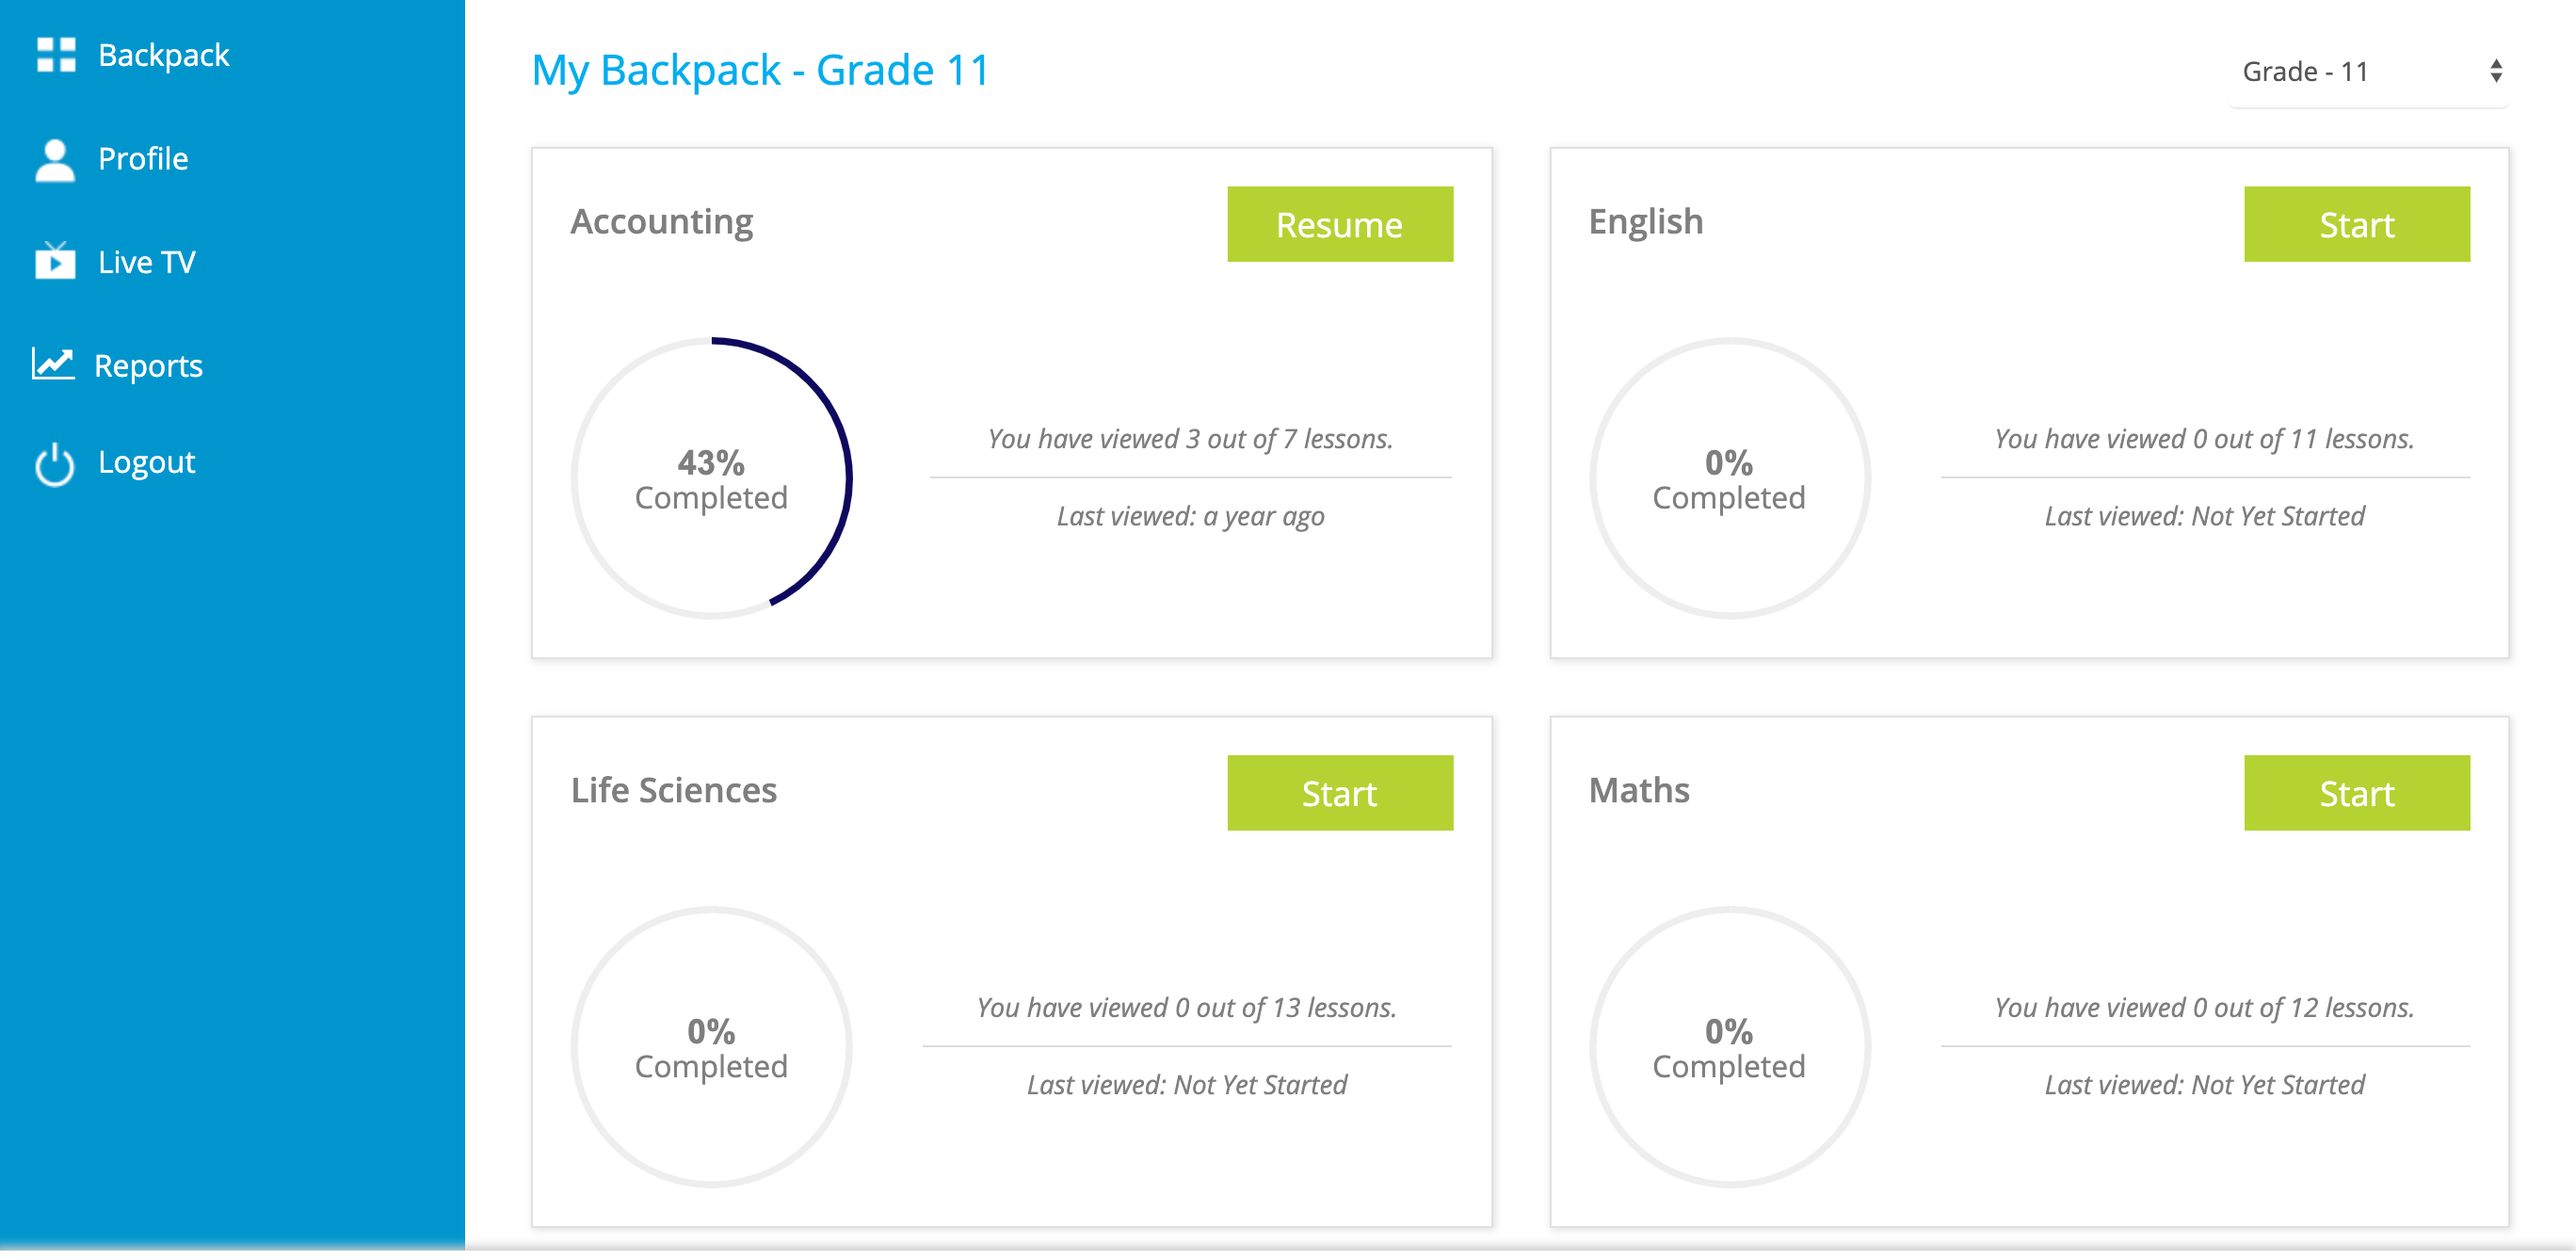 Backpack
Profile
Live TV
Reports
Logout
My Backpack - Grade 11
Grade - 11
Accounting
Resume
43%
Completed
You have viewed 3 out of 7 lessons.
Last viewed: a year ago
English
Start
0%
Completed
You have viewed 0 out of 11 lessons.
Last viewed: Not Yet Started
Life Sciences
Start
0%
Completed
You have viewed 0 out of 13 lessons.
Last viewed: Not Yet Started
Maths
Start
0%
Completed
You have viewed 0 out of 12 lessons.
Last viewed: Not Yet Started